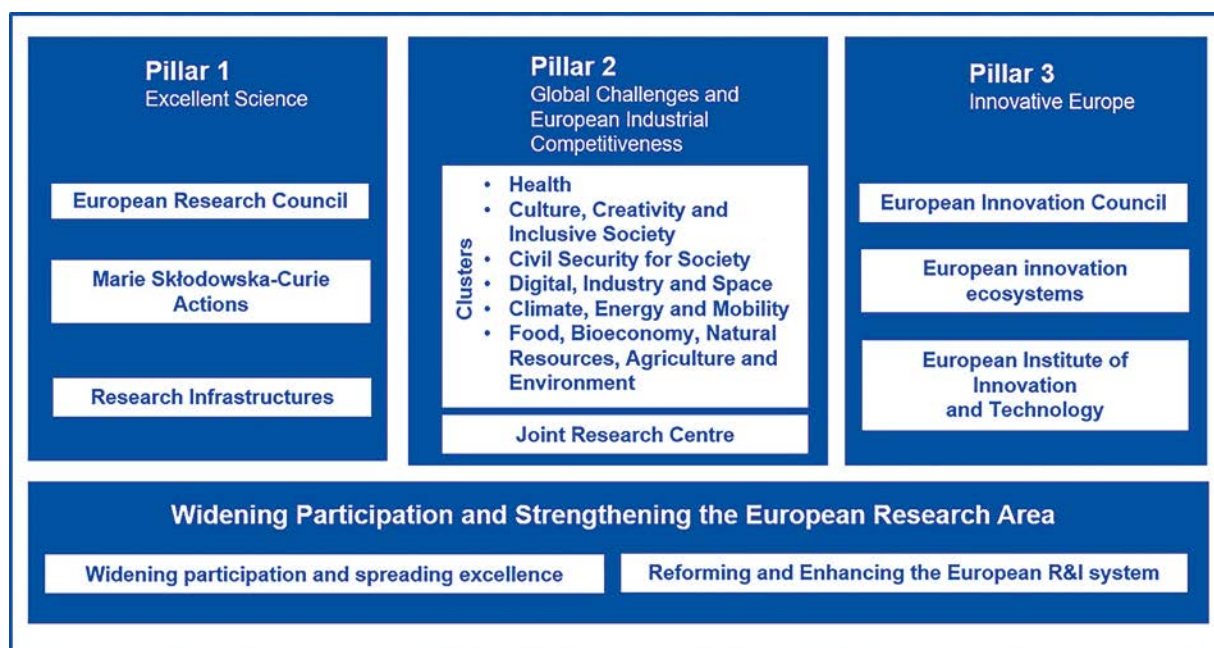 Pillar 1
Excellent Science
European Research Council
Marie Skłodowska-Curie
Actions
Research Infrastructures
Pillar 2
Global Challenges and
European Industrial
Competitiveness
Clusters
• Health
• Culture, Creativity and
Inclusive Society
• Civil Security for Society
• Digital, Industry and Space
• Climate, Energy and Mobility
• Food, Bioeconomy, Natural
Resources, Agriculture and
Environment
Joint Research Centre
Pillar 3
Innovative Europe
European Innovation Council
European innovation
ecosystems
European Institute of
Innovation
and Technology
Widening Participation and Strengthening the European Research Area
Widening participation and spreading excellence
Reforming and Enhancing the European R&I system